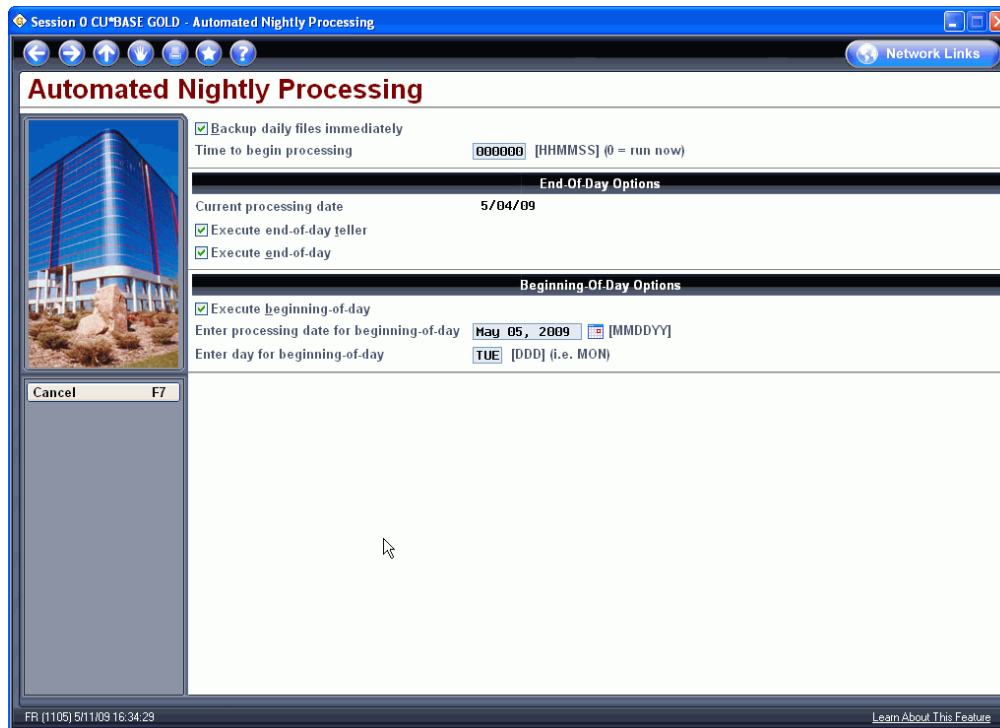 Session 0 CU*BASE GOLD - Automated Nightly Processing
Network Links
Automated Nightly Processing
Backup daily files immediately
Time to begin processing 000000 [HHMMSS] (0 = run now)
End-Of-Day Options
Current processing date 5/04/09
Execute end-of-day teller
Execute end-of-day
Beginning-Of-Day Options
Execute beginning-of-day
Enter processing date for beginning-of-day May 05, 2009 [MMDDYY]
Enter day for beginning-of-day TUE [DDD] (i.e. MON)
Cancel F7
FR (1105) 5/11/09 16:34:29 Learn About This Feature